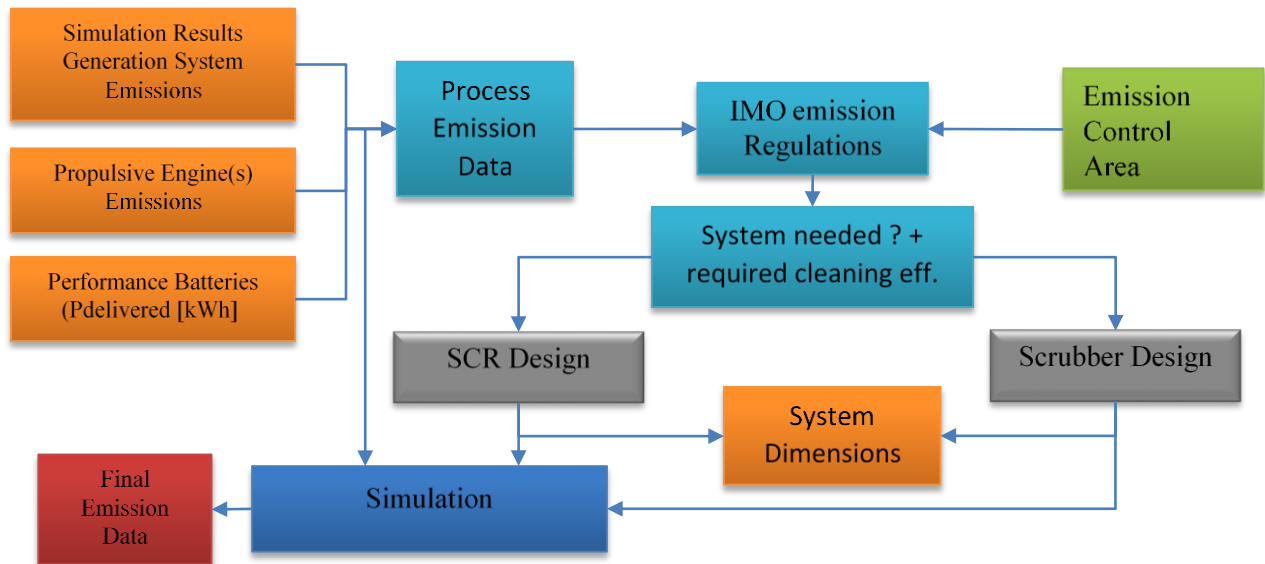 Simulation Results
Generation System
Emissions
Propulsive Engine(s)
Emissions
Performance Batteries
(Pdelivered [kWh]
Process
Emission
Data
IMO emission
Regulations
Emission
Control
Area
System needed ? +
required cleaning eff.
SCR Design
Scrubber Design
System
Dimensions
Simulation
Final
Emission
Data